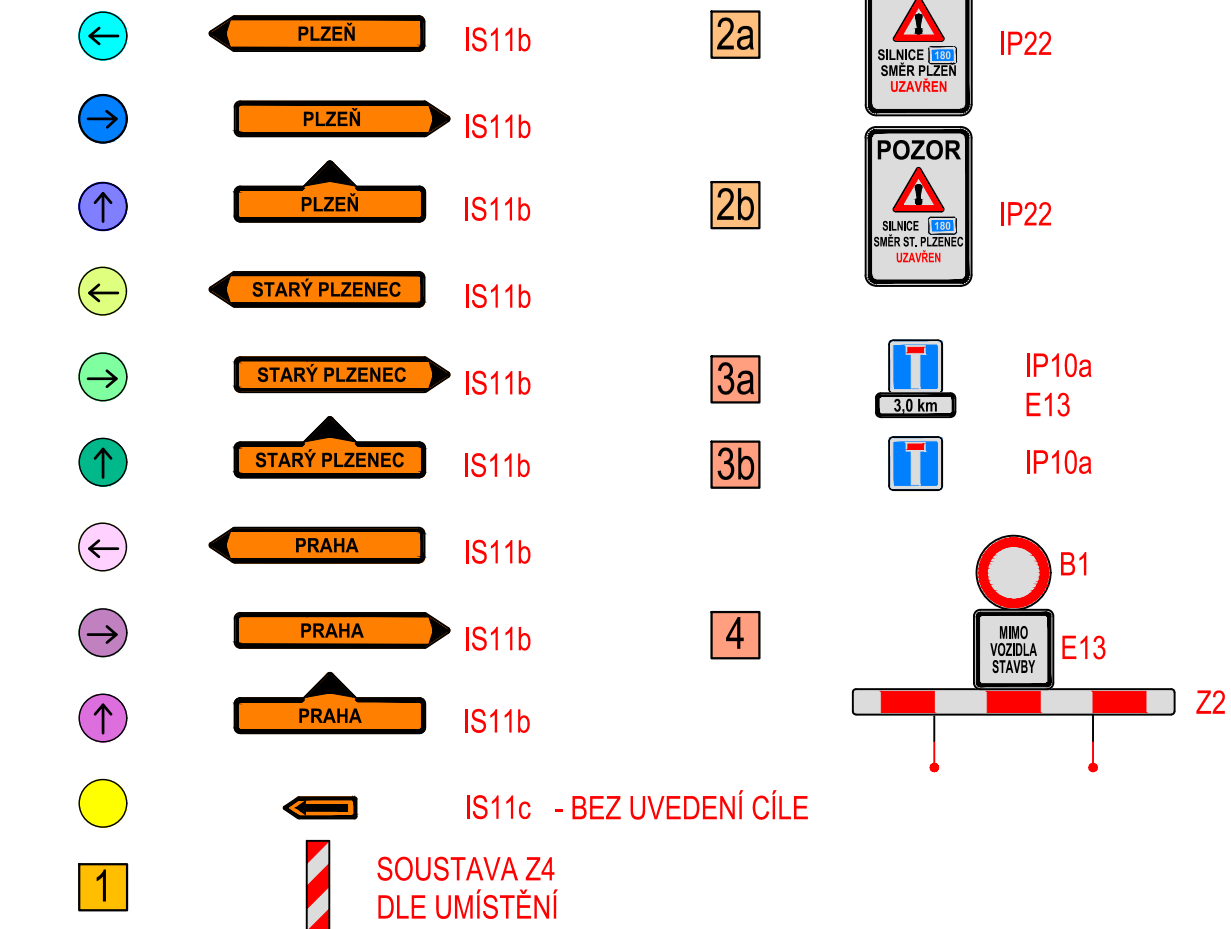 PLZEŇ
IS11b
PLZEŇ
IS11b
PLZEŇ
IS11b
STARÝ PLZENEC
IS11b
STARÝ PLZENEC
IS11b
STARÝ PLZENEC
IS11b
PRAHA
IS11b
PRAHA
IS11b
PRAHA
IS11b
IS11c - BEZ UVEDENÍ CÍLE
1
SOUSTAVA Z4
DLE UMÍSTĚNÍ
2a
SILNICE 180
SMĚR PLZEŇ
UZAVŘEN
IP22
2b
POZOR
SILNICE 180
SMĚR ST. PLZENEC
UZAVŘEN
IP22
3a
3,0 km
IP10a
E13
3b
IP10a
4
B1
MIMO
VOZIDLA
STAVBY
E13
Z2